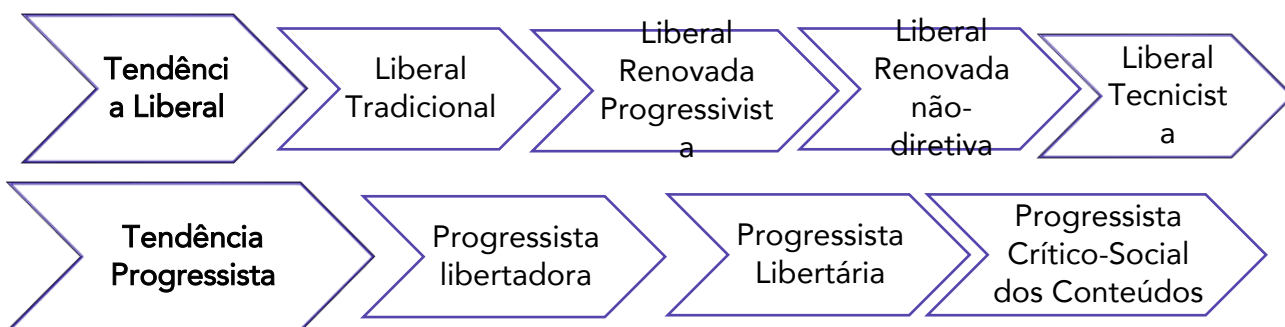 Tendênci
a Liberal
Liberal
Tradicional
Liberal
Renovada
Progressivist
a
Liberal
Renovada
não-
diretiva
Liberal
Tecnicist
a
Tendência
Progressista
Progressista
libertadora
Progressista
Libertária
Progressista
Crítico-Social
dos Conteúdos